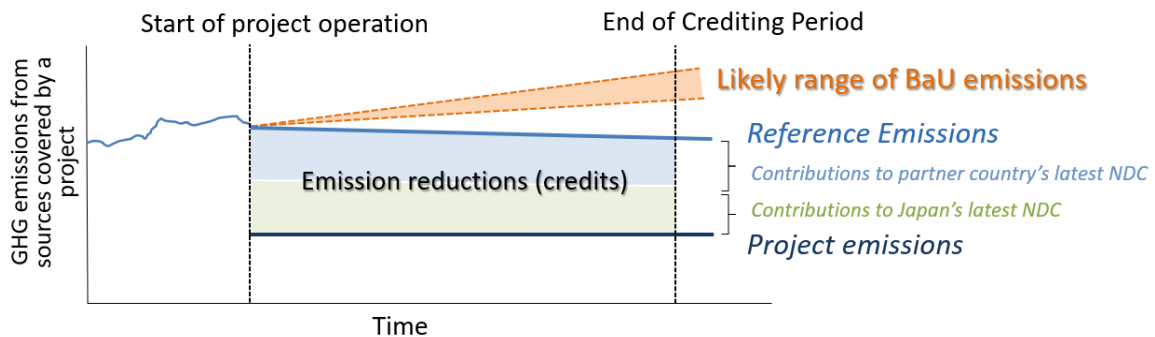 Start of project operation
End of Crediting Period
GHG emissions from
sources covered by a
project
Likely range of BaU emissions
Reference Emissions
Contributions to partner country's latest NDC
Emission reductions (credits)
Contributions to Japan's latest NDC
Project emissions
Time